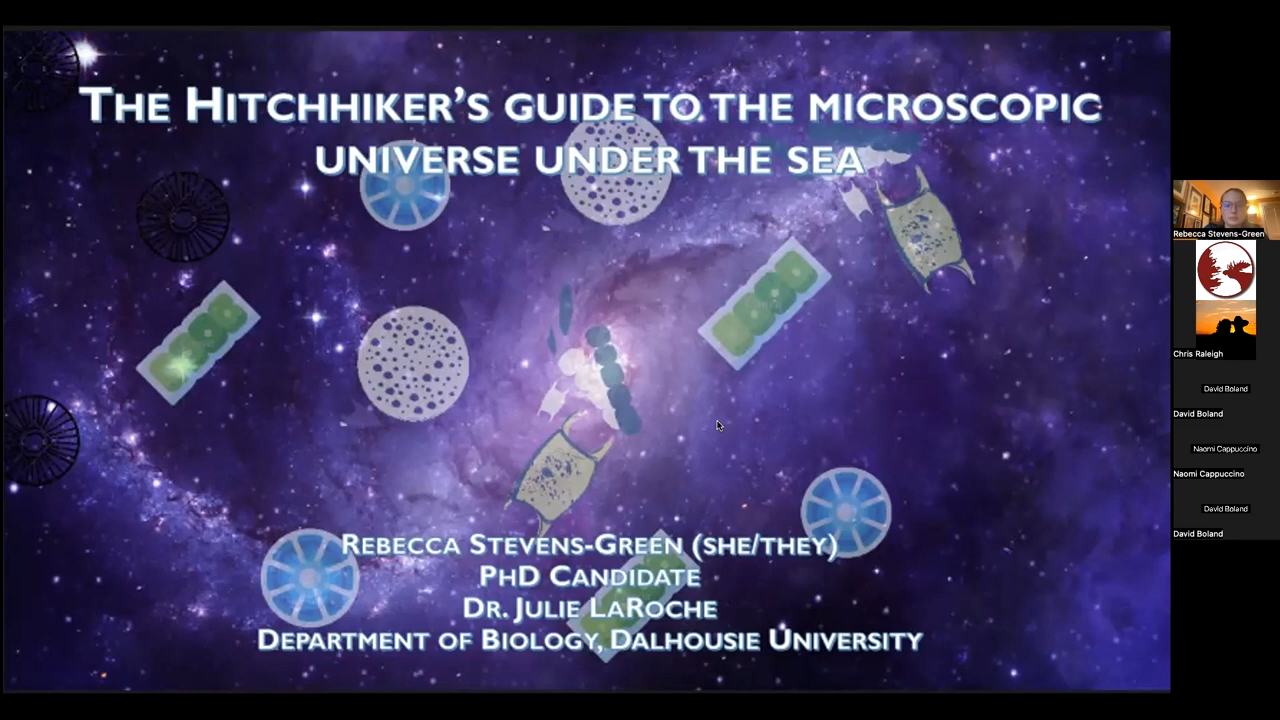 THE HITCHHIKER'S GUIDE TO THE MICROSCOPIC
UNIVERSE UNDER THE SEA
REBECCA STEVENS-GREEN (SHE/THEY)
PHD CANDIDATE
DR. JULIE LAROCHE
DEPARTMENT OF BIOLOGY, DALHOUSIE UNIVERSITY
Rebecca Stevens-Green
Chris Raleigh
David Boland
David Boland
Naomi Cappuccino
Naomi Cappuccino
David Boland
David Boland